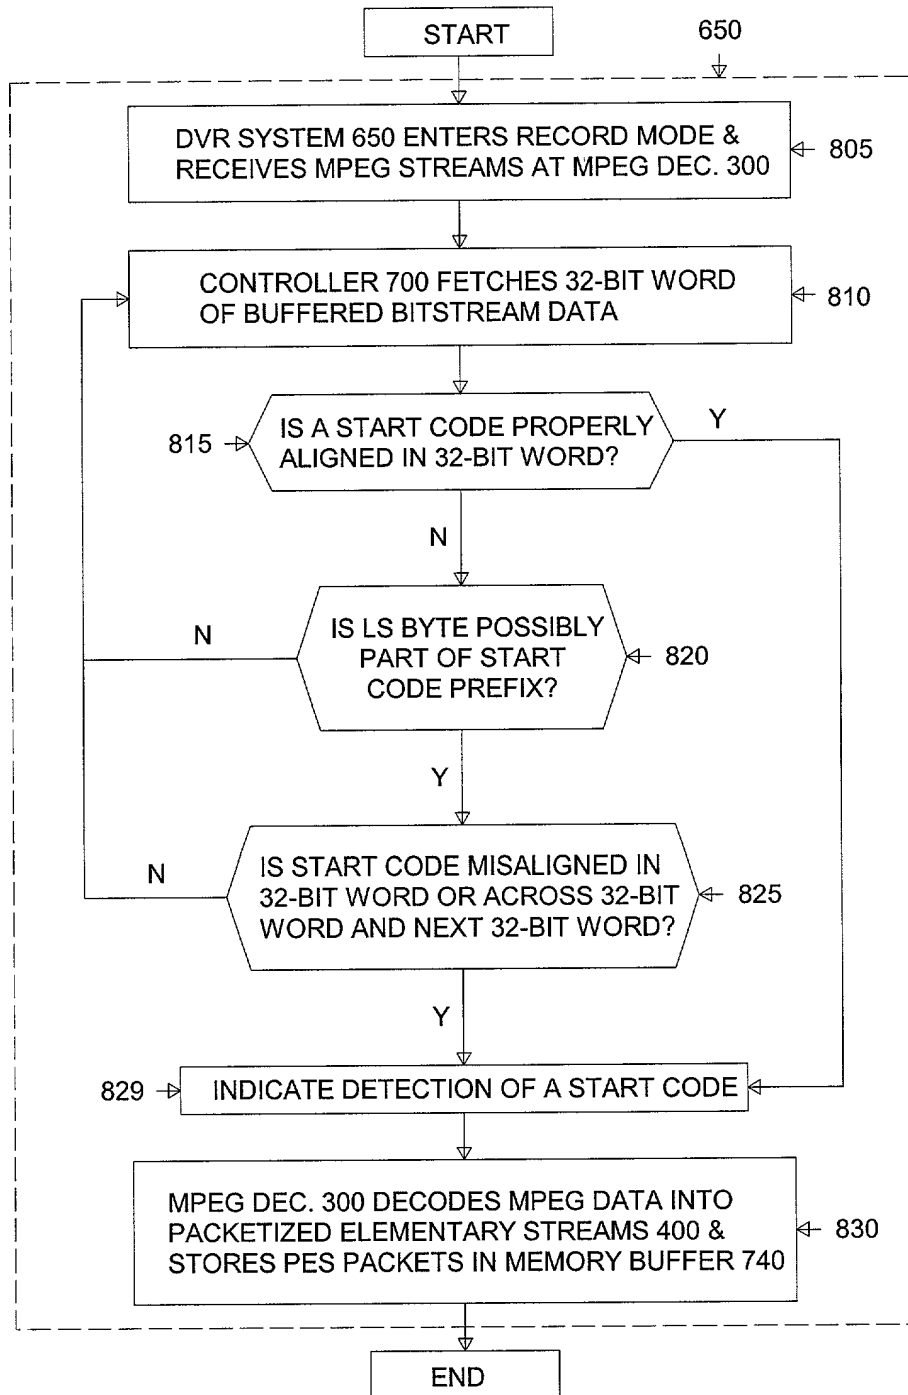 START
650
DVR SYSTEM 650 ENTERS RECORD MODE &
RECEIVES MPEG STREAMS AT MPEG DEC. 300
805
CONTROLLER 700 FETCHES 32-BIT WORD
OF BUFFERED BITSTREAM DATA
810
815
IS A START CODE PROPERLY
ALIGNED IN 32-BIT WORD?
Y
N
N
IS LS BYTE POSSIBLY
PART OF START
CODE PREFIX?
820
Y
N
IS START CODE MISALIGNED IN
32-BIT WORD OR ACROSS 32-BIT
WORD AND NEXT 32-BIT WORD?
825
Y
829
INDICATE DETECTION OF A START CODE
MPEG DEC. 300 DECODES MPEG DATA INTO
PACKETIZED ELEMENTARY STREAMS 400 &
STORES PES PACKETS IN MEMORY BUFFER 740
830
END